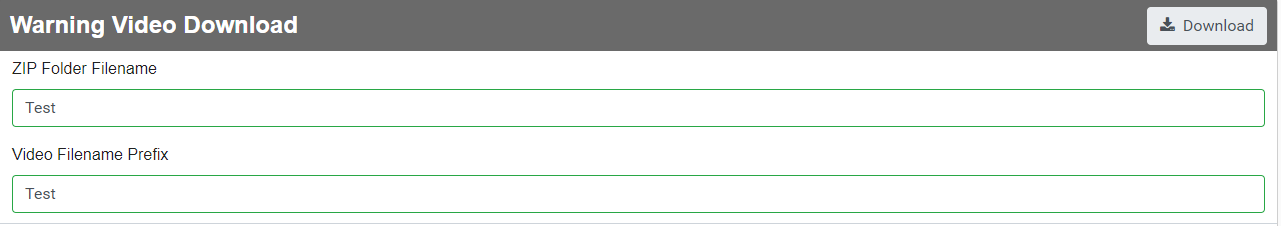 Warning Video Download
Download
ZIP Folder Filename
Test
Video Filename Prefix
Test